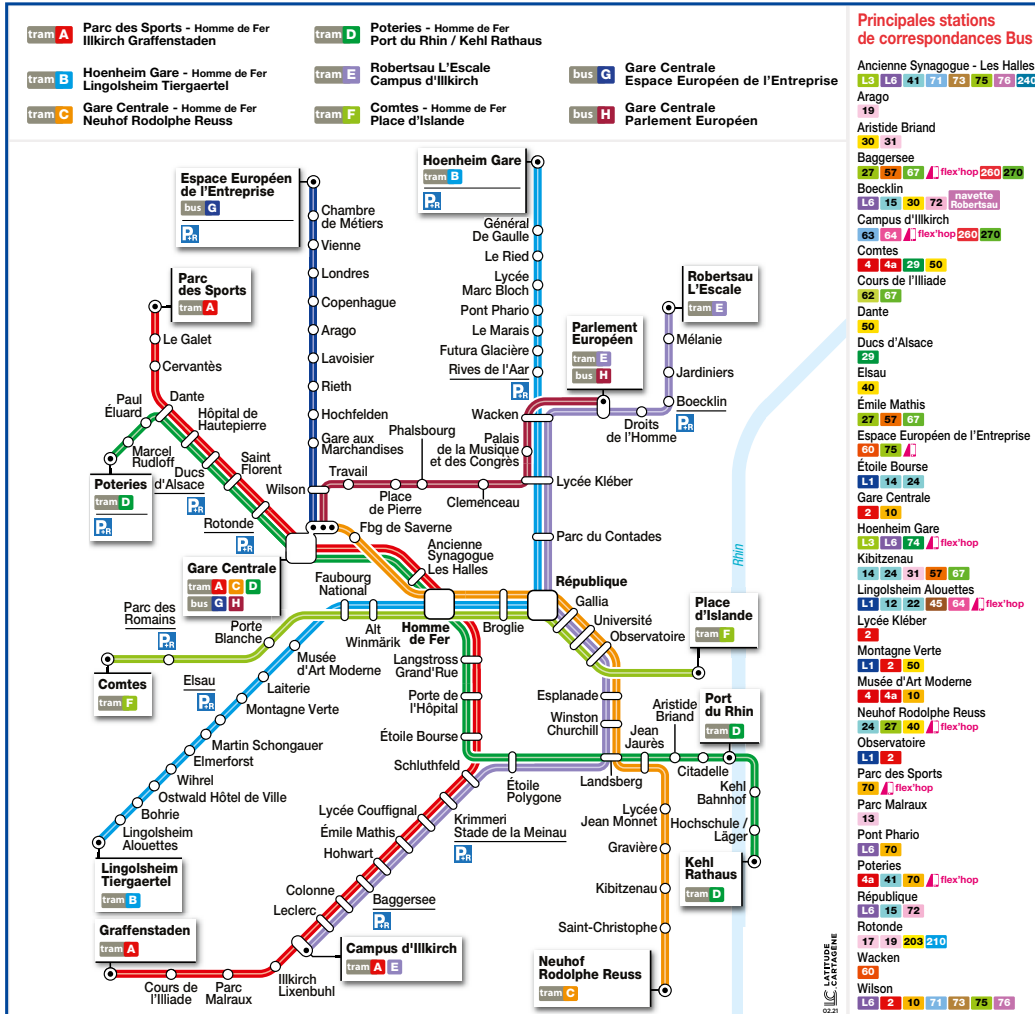 tram A Parc des Sports - Homme de Fer
Illkirch Graffenstaden
tram B Hoenheim Gare - Homme de Fer
Lingolsheim Tiergaertel
tram C Gare Centrale - Homme de Fer
Neuhof Rodolphe Reuss
tram D Poteries - Homme de Fer
Port du Rhin / Kehl Rathaus
tram E Robertsau L'Escale
Campus d'Illkirch
tram F Comtes - Homme de Fer
Place d'Islande
bus G Gare Centrale
Espace Européen de l'Entreprise
bus H Gare Centrale
Parlement Européen
Espace Européen
de l'Entreprise
bus G
P+R
Chambre
de Métiers
Vienne
Londres
Copenhague
Arago
Lavoisier
Rieth
Hochfelden
Gare aux
Marchandises
Wilson
Hoenheim Gare
tram B
P+R
Général
De Gaulle
Le Ried
Lycée
Marc Bloch
Pont Phario
Le Marais
Futura Glacière
Rives de l'Aar
P+R
Robertsau
L'Escale
tram E
Mélanie
Jardiniers
Boecklin
P+R
Droits
de l'Homme
Parlement
Européen
tram E
bus H
Wacken
Palais
de la Musique
et des Congrès
Lycée Kléber
Phalsbourg
Travail
Place
de Pierre
Clemenceau
Parc du Contades
Parc
des Sports
tram A
Le Galet
Cervantès
Dante
Paul
Éluard
Marcel
Rudloff
Poteries
tram D
P+R
Hôpital de
Hautepierre
Ducs
d'Alsace
P+R
Saint
Florent
Rotonde
P+R
Gare Centrale
tram A C D
bus G H
Fbg de Saverne
Ancienne
Synagogue
Les Halles
Faubourg
National
Alt
Winmärik
Homme
de Fer
Broglie
République
Gallia
Université
Observatoire
Place
d'Islande
tram F
Rhin
Parc des
Romains
P+R
Porte
Blanche
Comtes
tram F
Elsau
P+R
Musée
d'Art Moderne
Laiterie
Montagne Verte
Martin Schongauer
Elmerforst
Wihrel
Ostwald Hôtel de Ville
Bohrie
Lingolsheim
Alouettes
Lingolsheim
Tiergaertel
tram B
Langstross
Grand'Rue
Porte de
l'Hôpital
Étoile Bourse
Schluthfeld
Étoile
Polygone
Esplanade
Winston
Churchill
Landsberg
Jean
Jaurès
Aristide
Briand
Citadelle
Port
du Rhin
tram D
Kehl
Bahnhof
Hochschule /
Läger
Kehl
Rathaus
tram D
Lycée
Jean Monnet
Gravière
Kibitzenau
Saint-Christophe
Neuhof
Rodolphe Reuss
tram C
Krimmeri
Stade de la Meinau
P+R
Lycée Couffignal
Émile Mathis
Hohwart
Baggersee
P+R
Colonne
Leclerc
Campus d'Illkirch
tram A E
Illkirch
Lixenbuhl
Parc
Malraux
Cours de
l'Illiade
Graffenstaden
tram A
LATITUDE
CARTAGÈNE
02.21
Principales stations
de correspondances Bus
Ancienne Synagogue - Les Halles
L3 L6 41 71 73 75 76 240
Arago
19
Aristide Briand
30 31
Baggersee
27 57 67 flex'hop 260 270
Boecklin
L6 15 30 72 navette Robertsau
Campus d'Illkirch
63 64 flex'hop 260 270
Comtes
4 4a 29 50
Cours de l'Illiade
62 67
Dante
50
Ducs d'Alsace
29
Elsau
40
Émile Mathis
27 57 67
Espace Européen de l'Entreprise
60 75
Étoile Bourse
L1 14 24
Gare Centrale
2 10
Hoenheim Gare
L3 L6 74 flex'hop
Kibitzenau
14 24 31 57 67
Lingolsheim Alouettes
L1 12 22 45 64 flex'hop
Lycée Kléber
2
Montagne Verte
L1 2 50
Musée d'Art Moderne
4 4a 10
Neuhof Rodolphe Reuss
24 27 40 flex'hop
Observatoire
L1 2
Parc des Sports
70 flex'hop
Parc Malraux
13
Pont Phario
L6 70
Poteries
4a 41 70 flex'hop
République
L6 15 72
Rotonde
17 19 203 210
Wacken
60
Wilson
L6 2 10 71 73 75 76